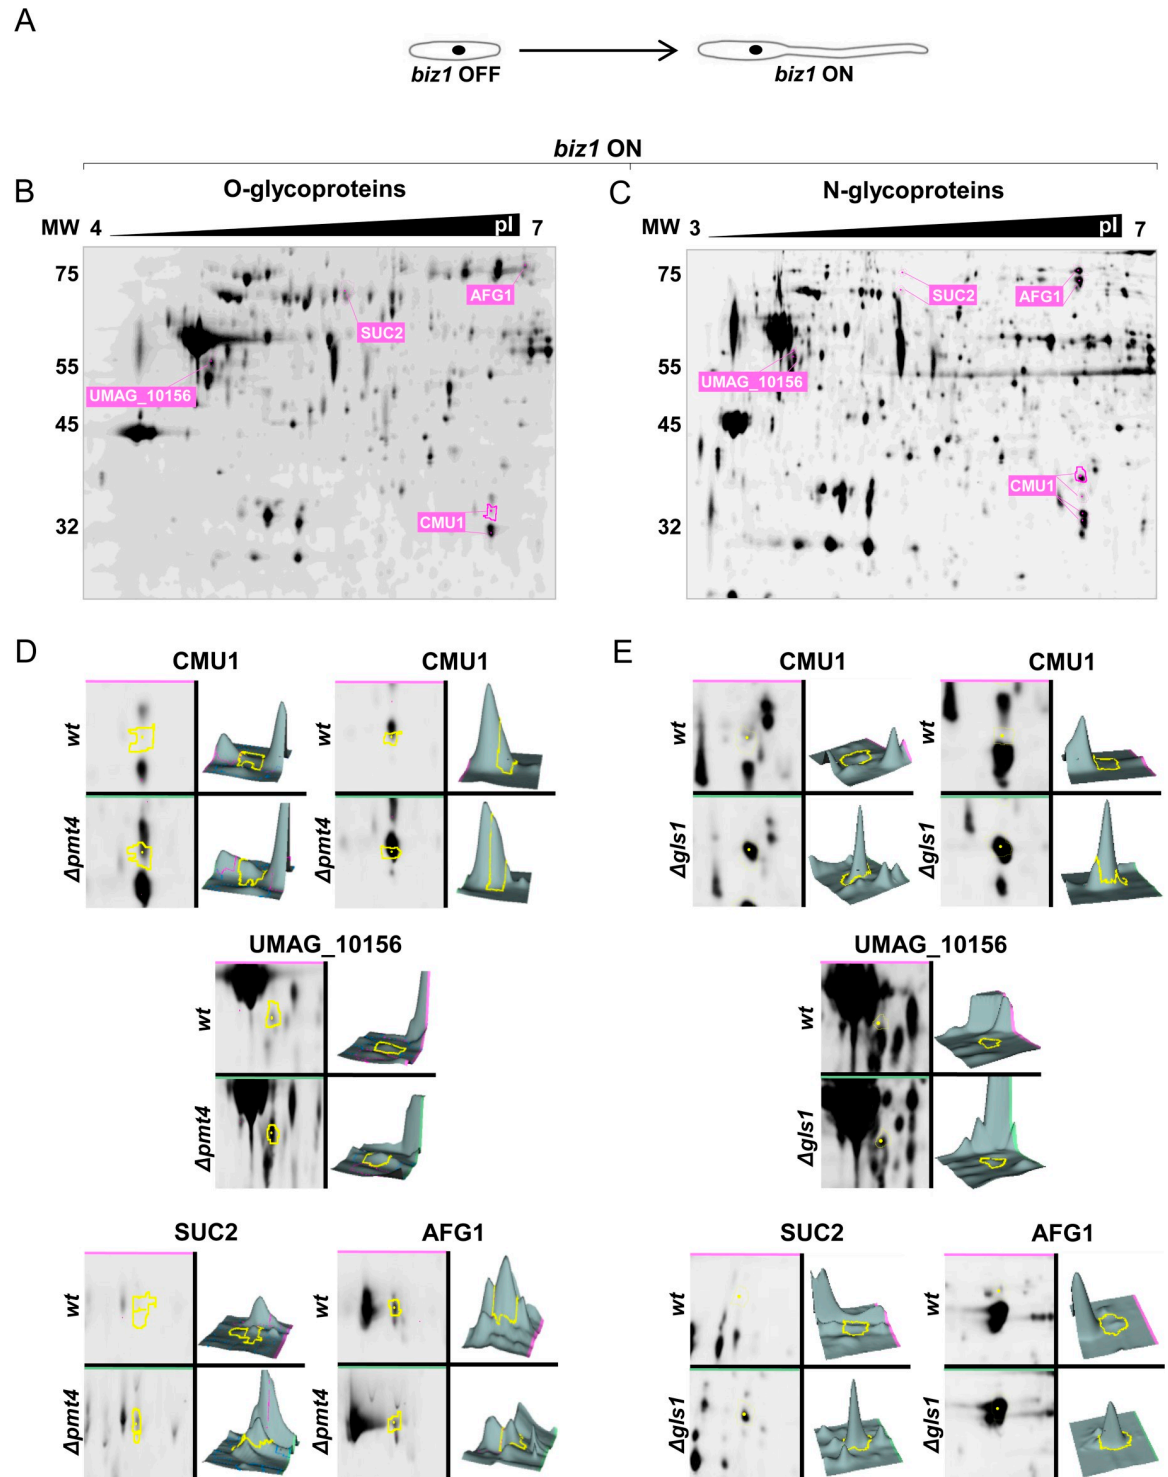 A
biz1 OFF
biz1 ON
biz1 ON
B
O-glycoproteins
MW 4 pI 7
75
55
45
32
AFG1
SUC2
UMAG_10156
CMU1
C
N-glycoproteins
MW 3 pI 7
75
55
45
32
SUC2
AFG1
UMAG_10156
CMU1
D
CMU1
CMU1
wt
wt
Δpmt4
Δpmt4
UMAG_10156
wt
Δpmt4
SUC2
AFG1
wt
wt
Δpmt4
Δpmt4
E
CMU1
CMU1
wt
wt
Δgls1
Δgls1
UMAG_10156
wt
Δgls1
SUC2
AFG1
wt
wt
Δgls1
Δgls1